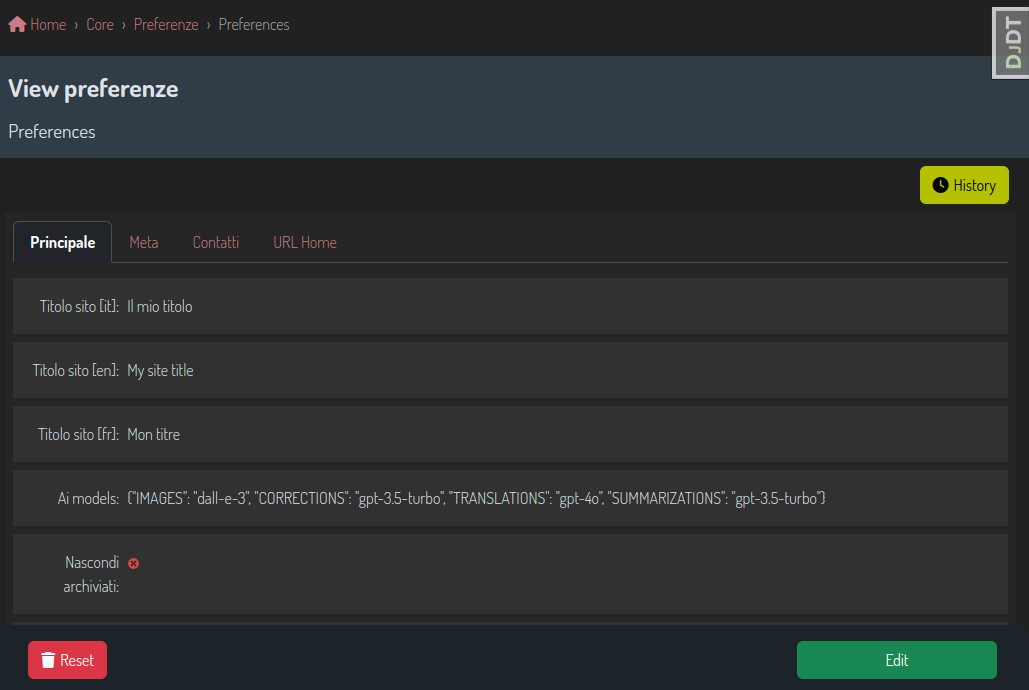 Home › Core › Preferenze › Preferences
DjDT
View preferenze
Preferences
History
Principale Meta Contatti URL Home
Titolo sito [it]: Il mio titolo
Titolo sito [en]: My site title
Titolo sito [fr]: Mon titre
Ai models: {"IMAGES": "dall-e-3", "CORRECTIONS": "gpt-3.5-turbo", "TRANSLATIONS": "gpt-4o", "SUMMARIZATIONS": "gpt-3.5-turbo"}
Nascondi
archiviati:
Reset Edit